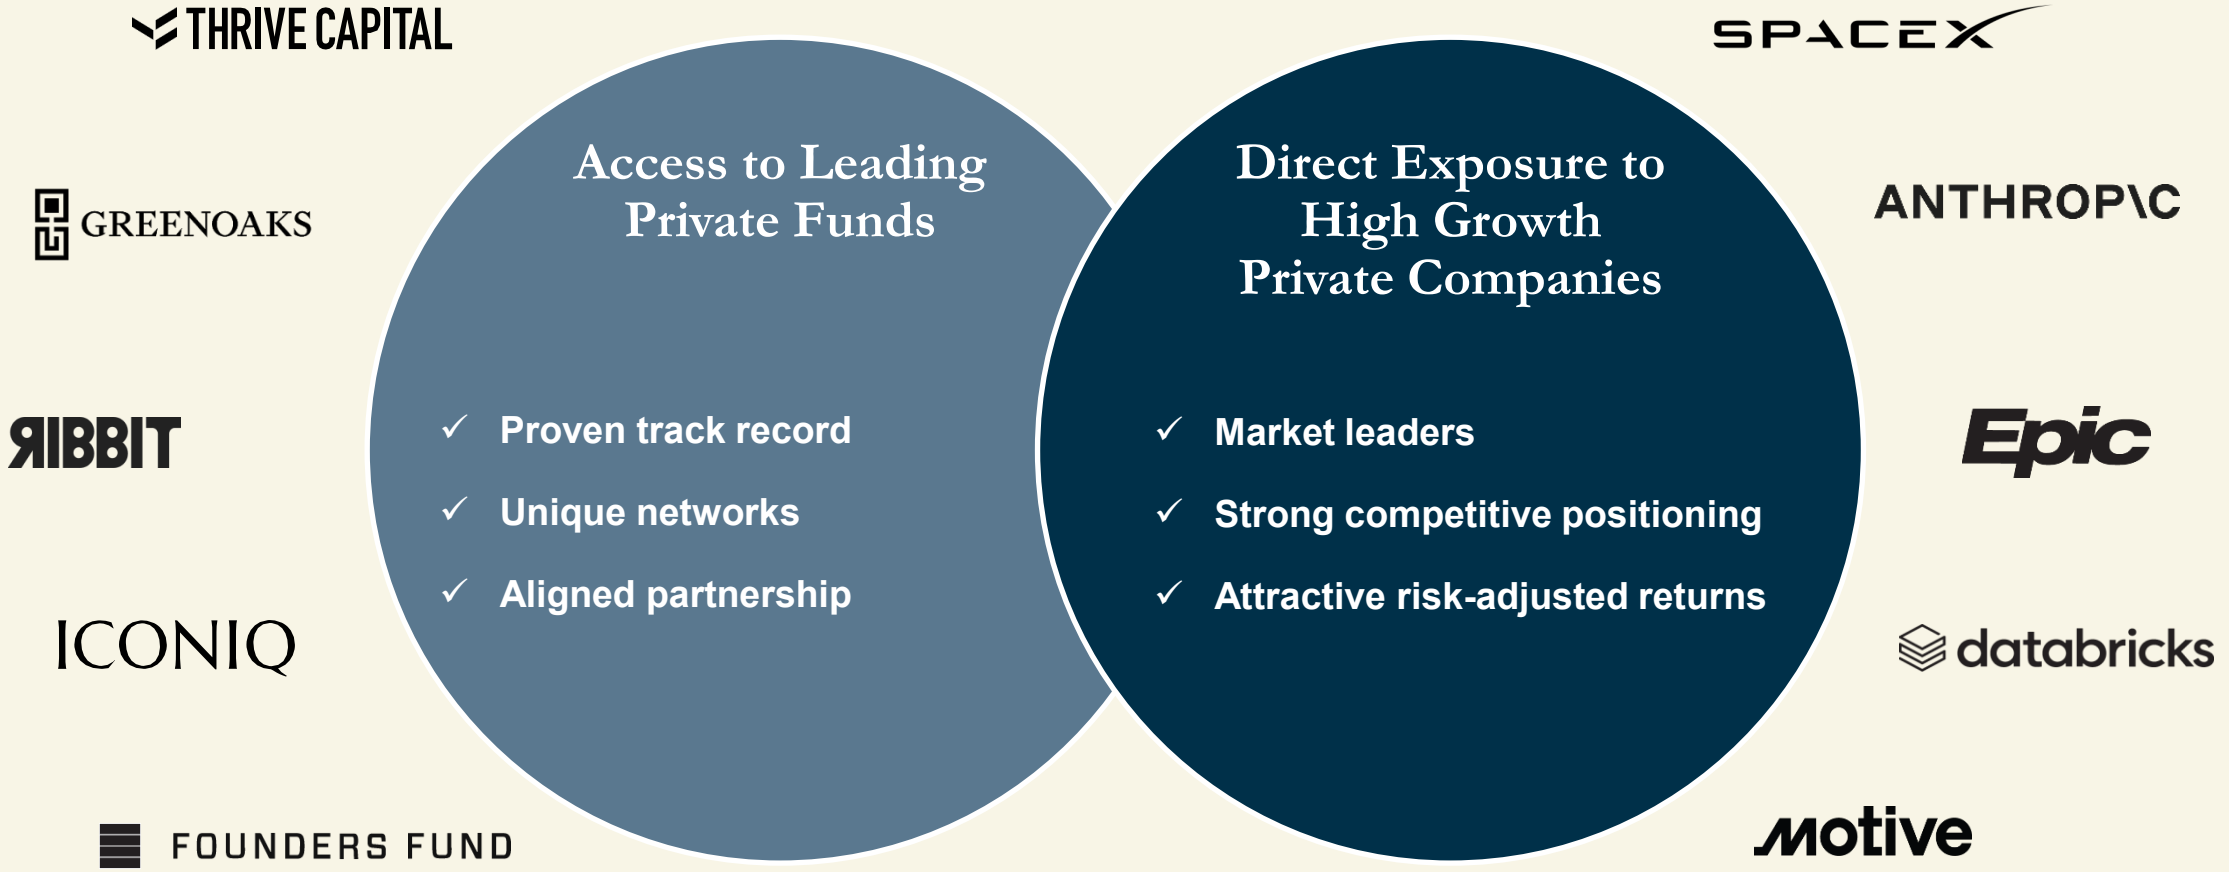 THRIVE CAPITAL
GREENOAKS
RIBBIT
ICONIQ
FOUNDERS FUND
Access to Leading
Private Funds
✓ Proven track record
✓ Unique networks
✓ Aligned partnership
Direct Exposure to
High Growth
Private Companies
✓ Market leaders
✓ Strong competitive positioning
✓ Attractive risk-adjusted returns
SPACEX
ANTHROP\C
Epic
databricks
motive